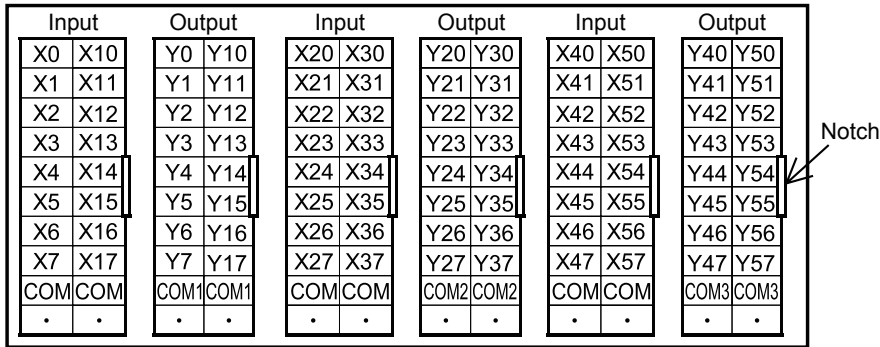 Input Output Input Output Input Output
X0 X10 Y0 Y10 X20 X30 Y20 Y30 X40 X50 Y40 Y50
X1 X11 Y1 Y11 X21 X31 Y21 Y31 X41 X51 Y41 Y51
X2 X12 Y2 Y12 X22 X32 Y22 Y32 X42 X52 Y42 Y52
X3 X13 Y3 Y13 X23 X33 Y23 Y33 X43 X53 Y43 Y53
Notch
X4 X14 Y4 Y14 X24 X34 Y24 Y34 X44 X54 Y44 Y54
X5 X15 Y5 Y15 X25 X35 Y25 Y35 X45 X55 Y45 Y55
X6 X16 Y6 Y16 X26 X36 Y26 Y36 X46 X56 Y46 Y56
X7 X17 Y7 Y17 X27 X37 Y27 Y37 X47 X57 Y47 Y57
COM COM COM1 COM1 COM COM COM2 COM2 COM COM COM3 COM3
· · · · · · · · · · · ·